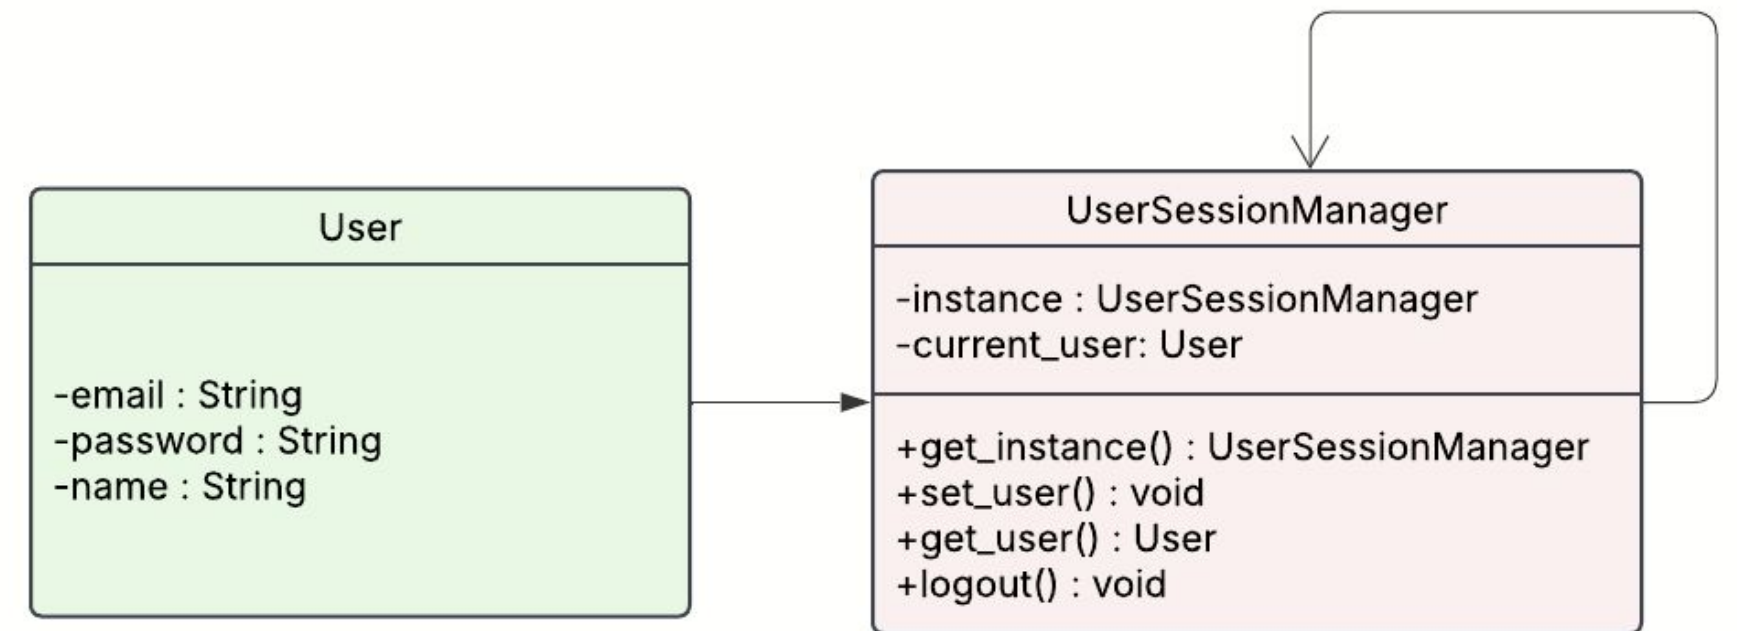 User
-email : String
-password : String
-name : String
UserSessionManager
-instance : UserSessionManager
-current_user: User
+get_instance() : UserSessionManager
+set_user() : void
+get_user() : User
+logout() : void